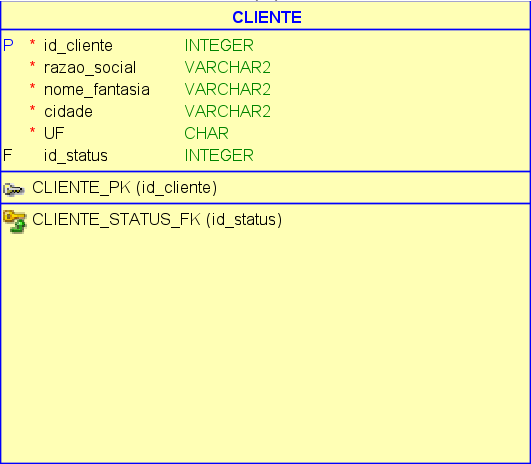 CLIENTE
P * id_cliente INTEGER
* razao_social VARCHAR2
* nome_fantasia VARCHAR2
* cidade VARCHAR2
* UF CHAR
F id_status INTEGER
CLIENTE_PK (id_cliente)
CLIENTE_STATUS_FK (id_status)